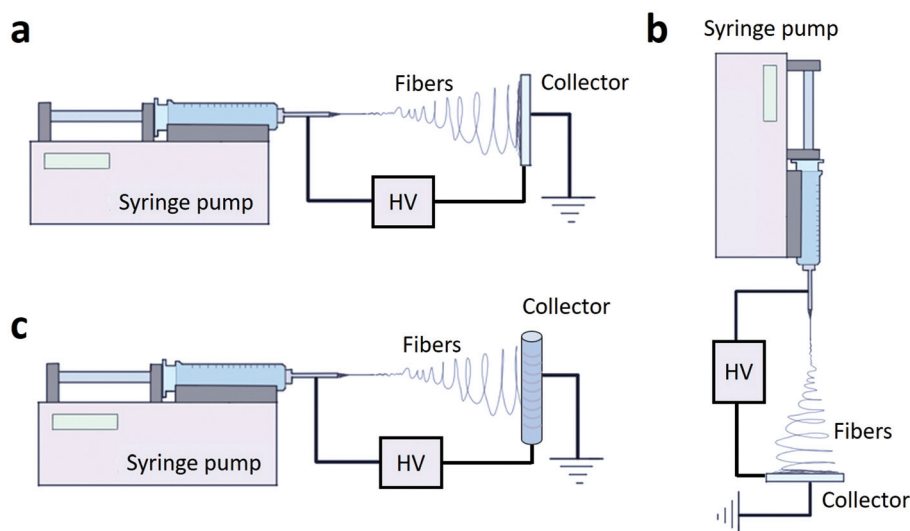 a
Fibers
Collector
Syringe pump
HV
b
Syringe pump
HV
Fibers
Collector
c
Collector
Fibers
Syringe pump
HV